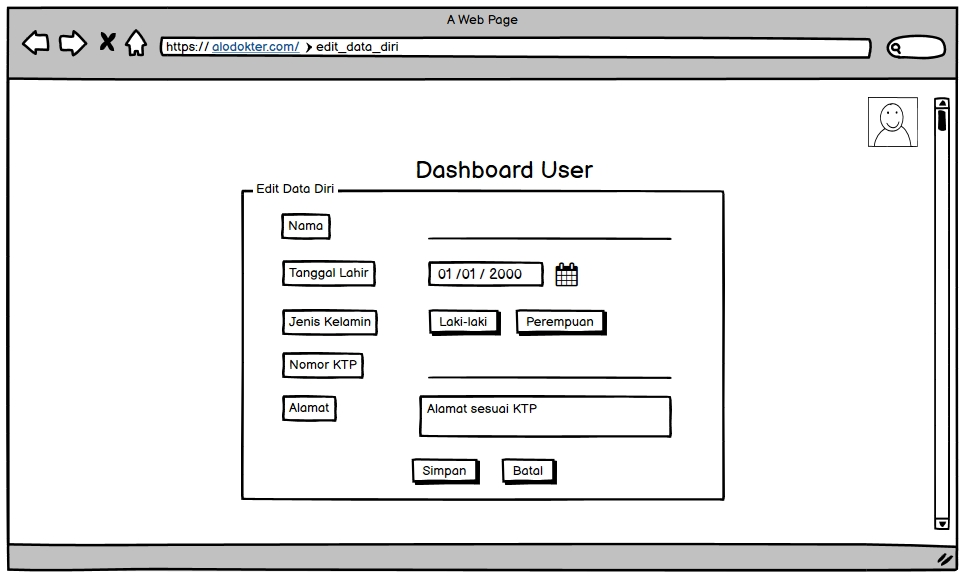 A Web Page
https:// alodokter.com/ > edit_data_diri
Dashboard User
Edit Data Diri
Nama
Tanggal Lahir 01 /01 / 2000
Jenis Kelamin Laki-laki Perempuan
Nomor KTP
Alamat Alamat sesuai KTP
Simpan Batal